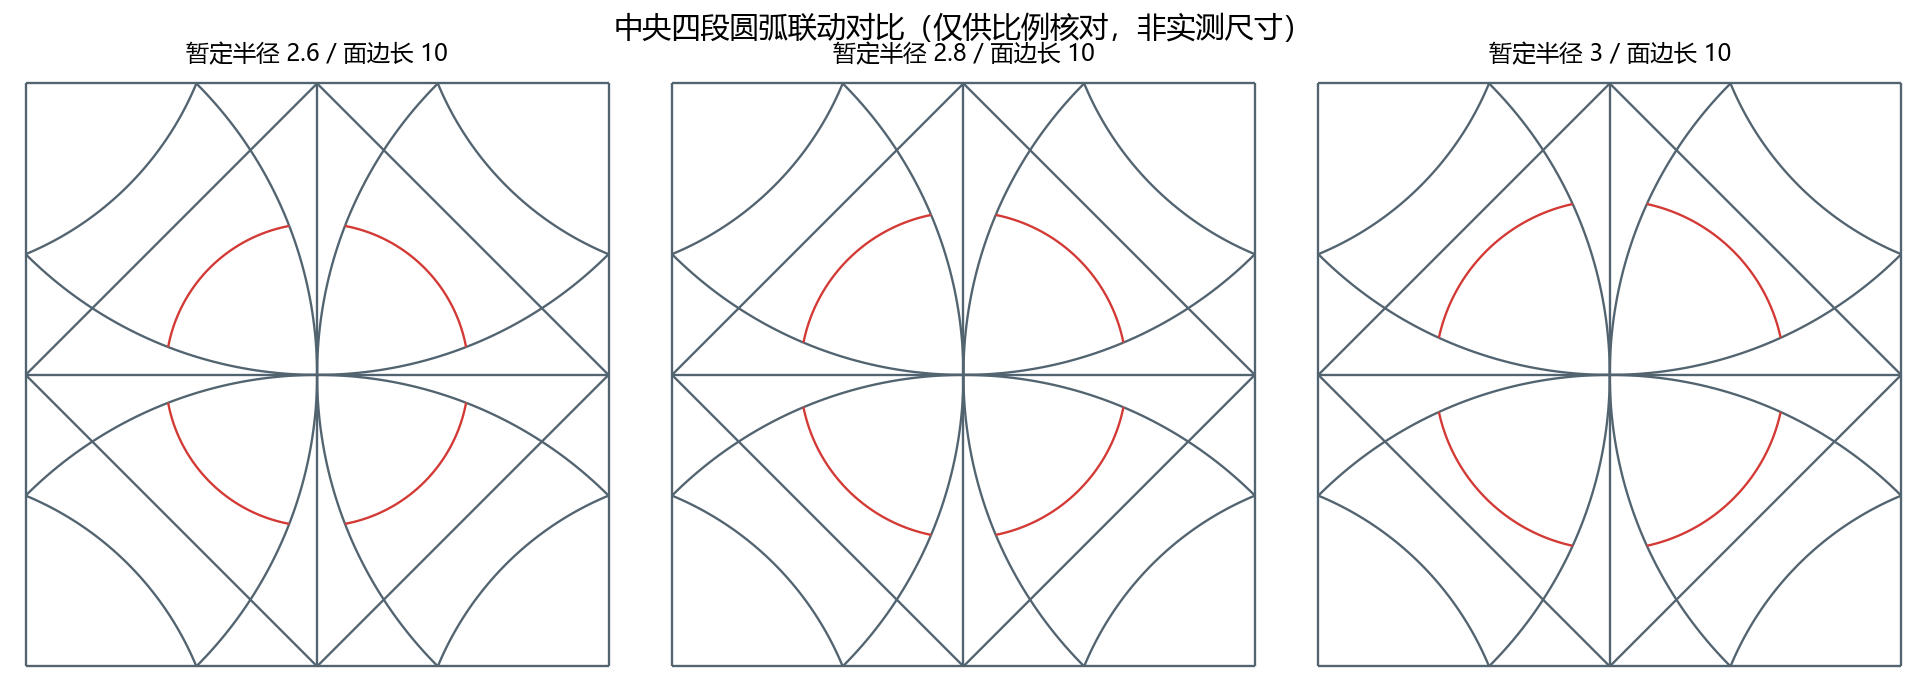 中央四段圆弧联动对比（仅供比例核对，非实测尺寸）
暂定半径 2.6 / 面边长 10
暂定半径 2.8 / 面边长 10
暂定半径 3 / 面边长 10